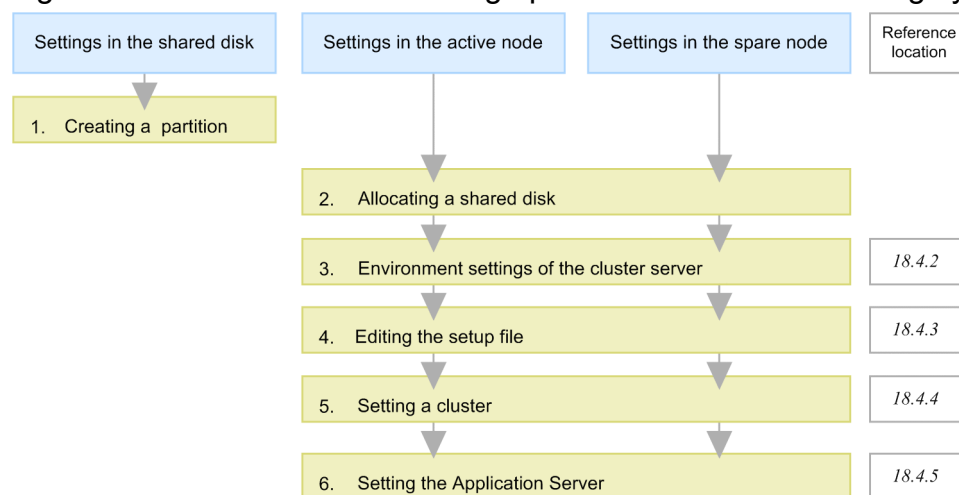 Settings in the shared disk
Settings in the active node
Settings in the spare node
Reference
location
1. Creating a partition
2. Allocating a shared disk
3. Environment settings of the cluster server
18.4.2
4. Editing the setup file
18.4.3
5. Setting a cluster
18.4.4
6. Setting the Application Server
18.4.5